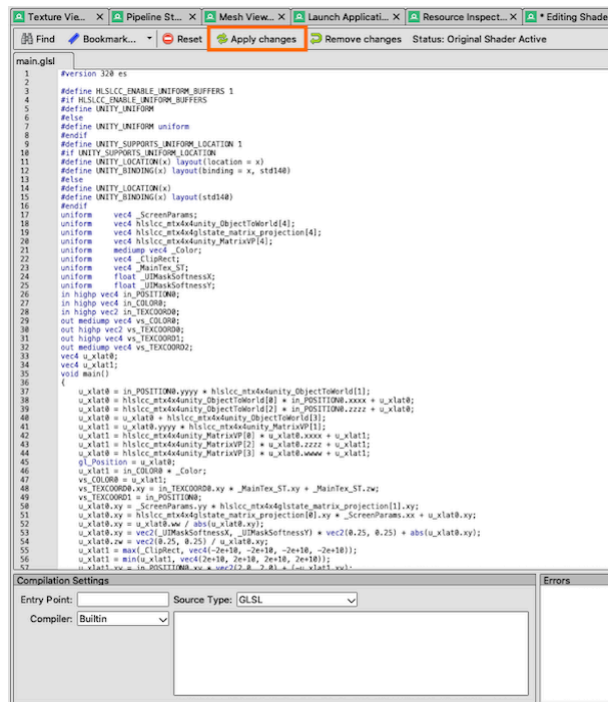 Texture Vie... X Pipeline St... X Mesh View... X Launch Applicati... X Resource Inspect... X * Editing Shade
Find Bookmark... Reset Apply changes Remove changes Status: Original Shader Active
main.glsl
1 #version 320 es
2
3 #define HLSLCC_ENABLE_UNIFORM_BUFFERS 1
4 #if HLSLCC_ENABLE_UNIFORM_BUFFERS
5 #define UNITY_UNIFORM
6 #else
7 #define UNITY_UNIFORM uniform
8 #endif
9 #define UNITY_SUPPORTS_UNIFORM_LOCATION 1
10 #if UNITY_SUPPORTS_UNIFORM_LOCATION
11 #define UNITY_LOCATION(x) layout(location = x)
12 #define UNITY_BINDING(x) layout(binding = x, std140)
13 #else
14 #define UNITY_LOCATION(x)
15 #define UNITY_BINDING(x) layout(std140)
16 #endif
17 uniform vec4 _ScreenParams;
18 uniform vec4 hlslcc_mtx4x4unity_ObjectToWorld[4];
19 uniform vec4 hlslcc_mtx4x4glstate_matrix_projection[4];
20 uniform vec4 hlslcc_mtx4x4unity_MatrixVP[4];
21 uniform mediump vec4 _Color;
22 uniform vec4 _ClipRect;
23 uniform vec4 _MainTex_ST;
24 uniform float _UIMaskSoftnessX;
25 uniform float _UIMaskSoftnessY;
26 in highp vec4 in_POSITION0;
27 in highp vec4 in_COLOR0;
28 in highp vec2 in_TEXCOORD0;
29 out mediump vec4 vs_COLOR0;
30 out highp vec2 vs_TEXCOORD0;
31 out highp vec4 vs_TEXCOORD1;
32 out mediump vec4 vs_TEXCOORD2;
33 vec4 u_xlat0;
34 vec4 u_xlat1;
35 void main()
36 {
37 u_xlat0 = in_POSITION0.yyyy * hlslcc_mtx4x4unity_ObjectToWorld[1];
38 u_xlat0 = hlslcc_mtx4x4unity_ObjectToWorld[0] * in_POSITION0.xxxx + u_xlat0;
39 u_xlat0 = hlslcc_mtx4x4unity_ObjectToWorld[2] * in_POSITION0.zzzz + u_xlat0;
40 u_xlat0 = u_xlat0 + hlslcc_mtx4x4unity_ObjectToWorld[3];
41 u_xlat1 = u_xlat0.yyyy * hlslcc_mtx4x4unity_MatrixVP[1];
42 u_xlat1 = hlslcc_mtx4x4unity_MatrixVP[0] * u_xlat0.xxxx + u_xlat1;
43 u_xlat1 = hlslcc_mtx4x4unity_MatrixVP[2] * u_xlat0.zzzz + u_xlat1;
44 u_xlat0 = hlslcc_mtx4x4unity_MatrixVP[3] * u_xlat0.wwww + u_xlat1;
45 gl_Position = u_xlat0;
46 u_xlat1 = in_COLOR0 * _Color;
47 vs_COLOR0 = u_xlat1;
48 vs_TEXCOORD0.xy = in_TEXCOORD0.xy * _MainTex_ST.xy + _MainTex_ST.zw;
49 vs_TEXCOORD1 = in_POSITION0;
50 u_xlat0.xy = _ScreenParams.yy * hlslcc_mtx4x4glstate_matrix_projection[1].xy;
51 u_xlat0.xy = hlslcc_mtx4x4glstate_matrix_projection[0].xy * _ScreenParams.xx + u_xlat0.xy;
52 u_xlat0.xy = u_xlat0.ww / abs(u_xlat0.xy);
53 u_xlat0.xy = vec2(_UIMaskSoftnessX, _UIMaskSoftnessY) * vec2(0.25, 0.25) + abs(u_xlat0.xy);
54 u_xlat0.zw = vec2(0.25, 0.25) / u_xlat0.xy;
55 u_xlat1 = max(_ClipRect, vec4(-2e+10, -2e+10, -2e+10, -2e+10));
56 u_xlat1 = min(u_xlat1, vec4(2e+10, 2e+10, 2e+10, 2e+10));
57 u_xlat1.xy = in_POSITION0.xy * vec2(2.0, 2.0) + (-u_xlat1.xy);
Compilation Settings
Errors
Entry Point:
Source Type: GLSL
Compiler: Builtin